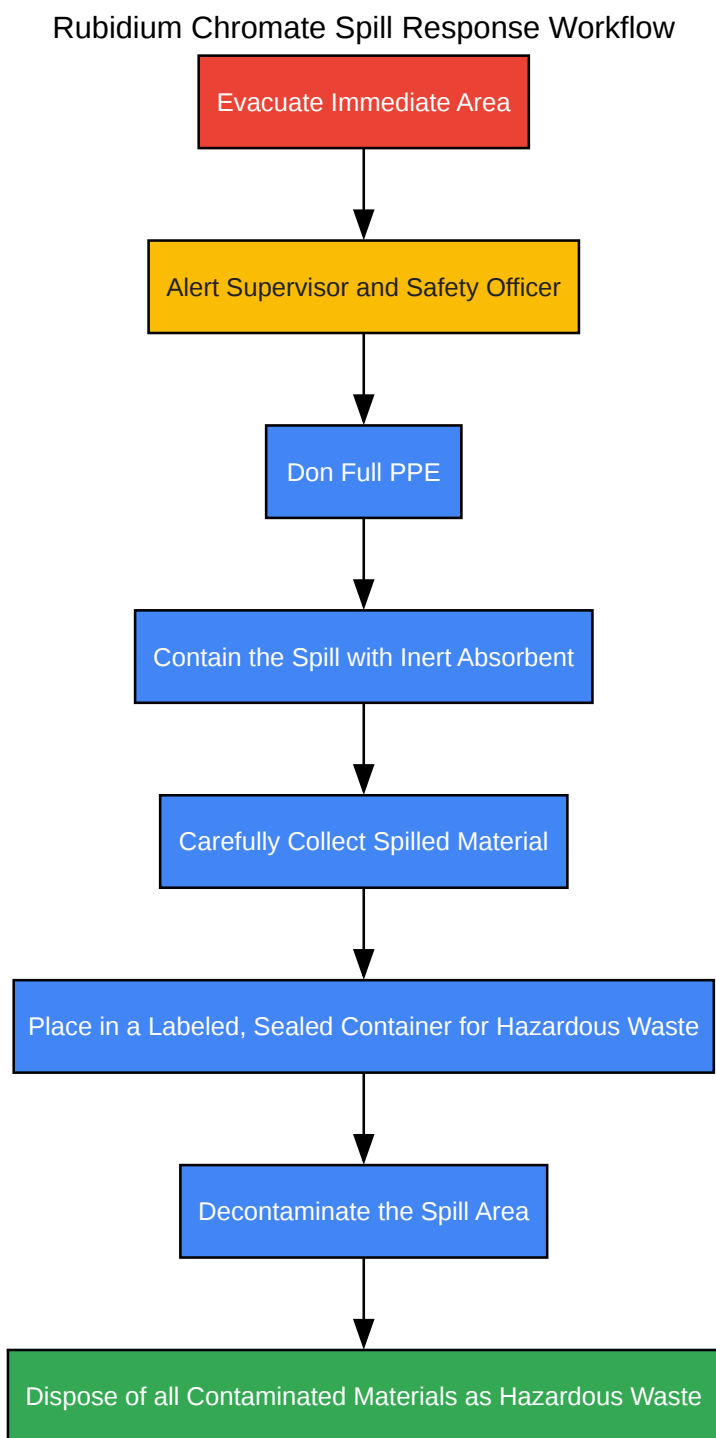 Rubidium Chromate Spill Response Workflow
Evacuate Immediate Area
Alert Supervisor and Safety Officer
Don Full PPE
Contain the Spill with Inert Absorbent
Carefully Collect Spilled Material
Place in a Labeled, Sealed Container for Hazardous Waste
Decontaminate the Spill Area
Dispose of all Contaminated Materials as Hazardous Waste